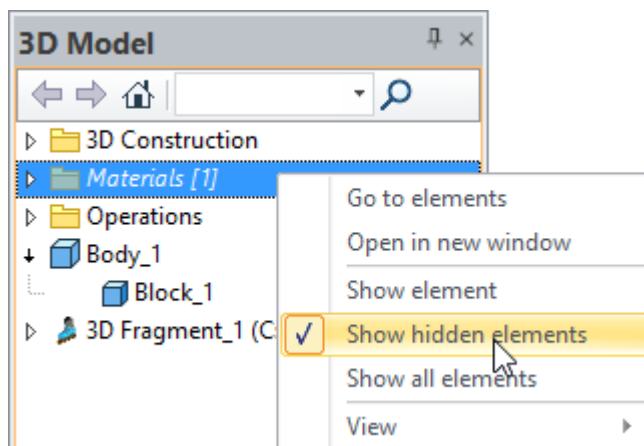 3D Model
3D Construction
Materials [1]
Operations
Body_1
Block_1
3D Fragment_1 (C
Go to elements
Open in new window
Show element
Show hidden elements
Show all elements
View